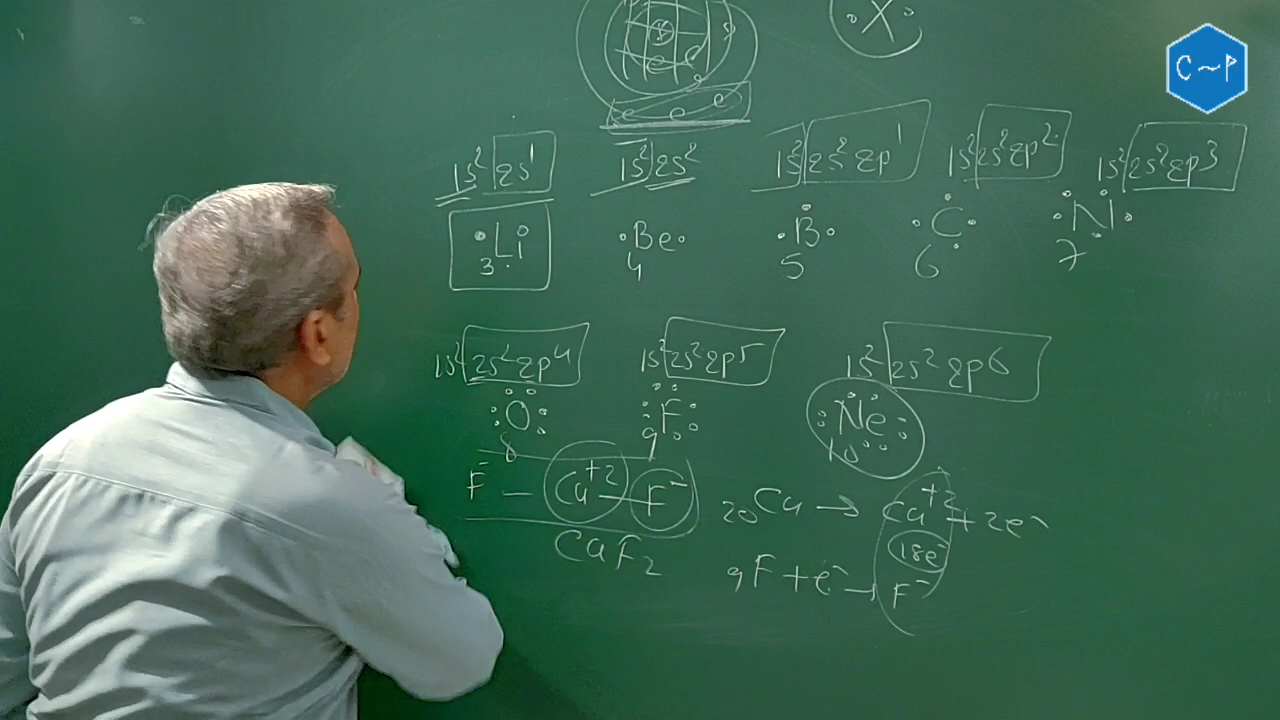 X
C~P
e e e
1s² 2s¹ 1s² 2s² 1s² 2s² 2p¹ 1s² 2s² 2p² 1s² 2s² 2p³
Li Be B C N
3 4 5 6 7
1s² 2s² 2p⁴ 1s² 2s² 2p⁵ 1s² 2s² 2p⁶
O F Ne
8 9 10
F⁻ — Ca⁺² — F⁻
CaF₂
₂₀Ca → Ca⁺² + 2e⁻
18e⁻
₉F + e⁻ → F⁻